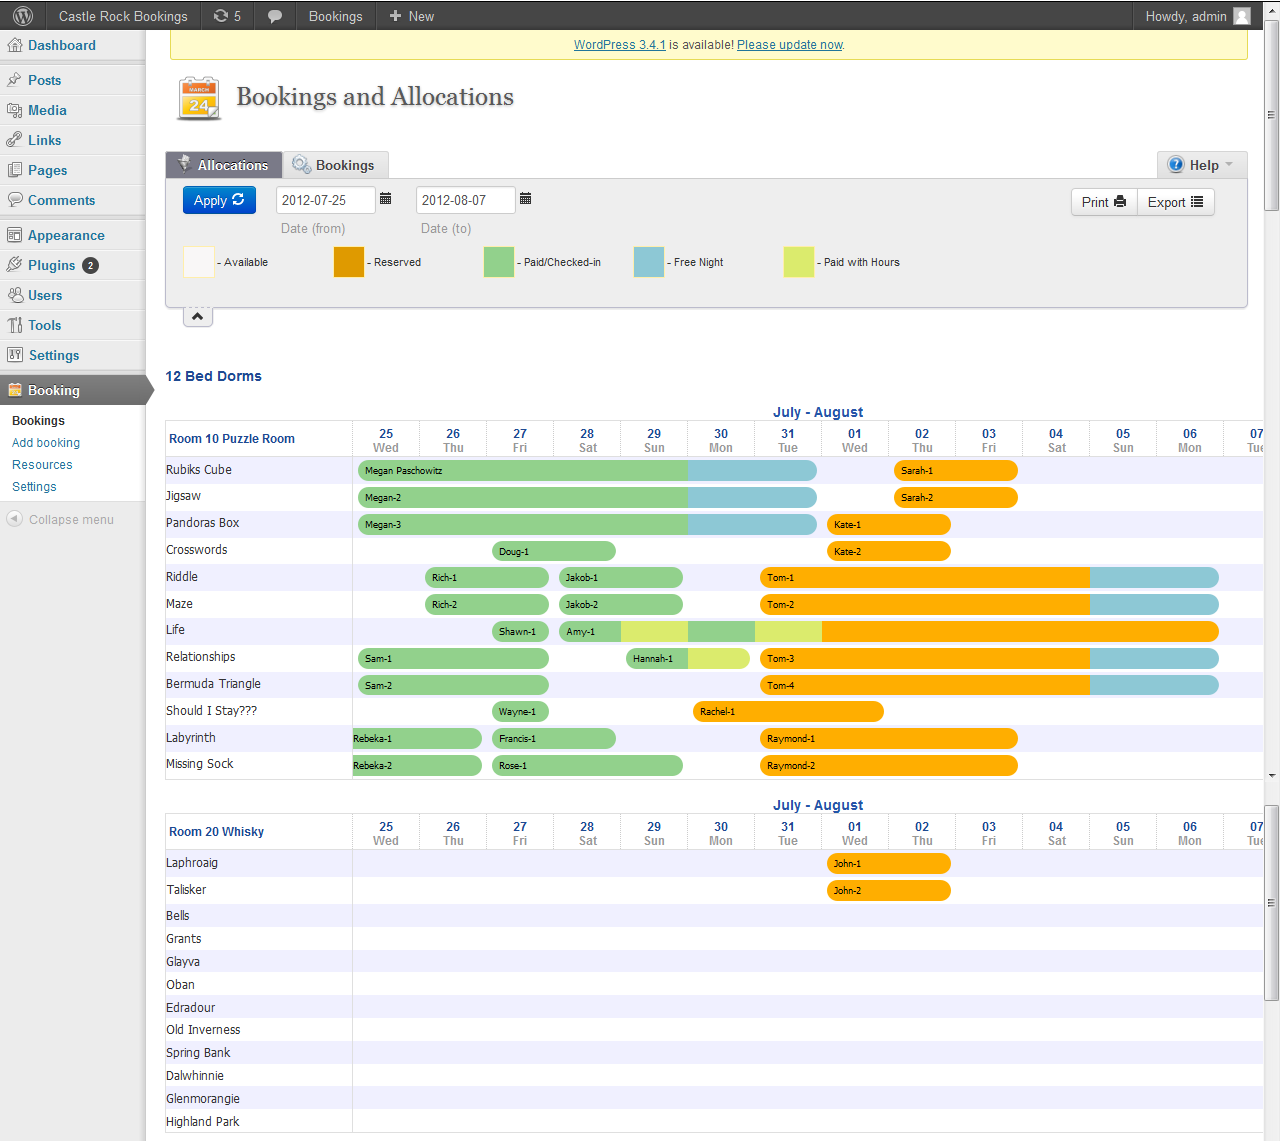 Castle Rock Bookings 5 Bookings + New Howdy, admin
WordPress 3.4.1 is available! Please update now.
Dashboard
Posts
Media
Links
Pages
Comments
Appearance
Plugins 2
Users
Tools
Settings
Booking
Bookings
Add booking
Resources
Settings
Collapse menu
MARCH
24
Bookings and Allocations
Allocations Bookings Help
Apply 2012-07-25 2012-08-07 Print Export
Date (from) Date (to)
- Available - Reserved - Paid/Checked-in - Free Night - Paid with Hours
12 Bed Dorms
July - August
Room 10 Puzzle Room 25 26 27 28 29 30 31 01 02 03 04 05 06 07
Wed Thu Fri Sat Sun Mon Tue Wed Thu Fri Sat Sun Mon
Rubiks Cube Megan Paschowitz Sarah-1
Jigsaw Megan-2 Sarah-2
Pandoras Box Megan-3 Kate-1
Crosswords Doug-1 Kate-2
Riddle Rich-1 Jakob-1 Tom-1
Maze Rich-2 Jakob-2 Tom-2
Life Shawn-1 Amy-1
Relationships Sam-1 Hannah-1 Tom-3
Bermuda Triangle Sam-2 Tom-4
Should I Stay??? Wayne-1 Rachel-1
Labyrinth Rebeka-1 Francis-1 Raymond-1
Missing Sock Rebeka-2 Rose-1 Raymond-2
July - August
Room 20 Whisky 25 26 27 28 29 30 31 01 02 03 04 05 06 07
Wed Thu Fri Sat Sun Mon Tue Wed Thu Fri Sat Sun Mon
Laphroaig John-1
Talisker John-2
Bells
Grants
Glayva
Oban
Edradour
Old Inverness
Spring Bank
Dalwhinnie
Glenmorangie
Highland Park